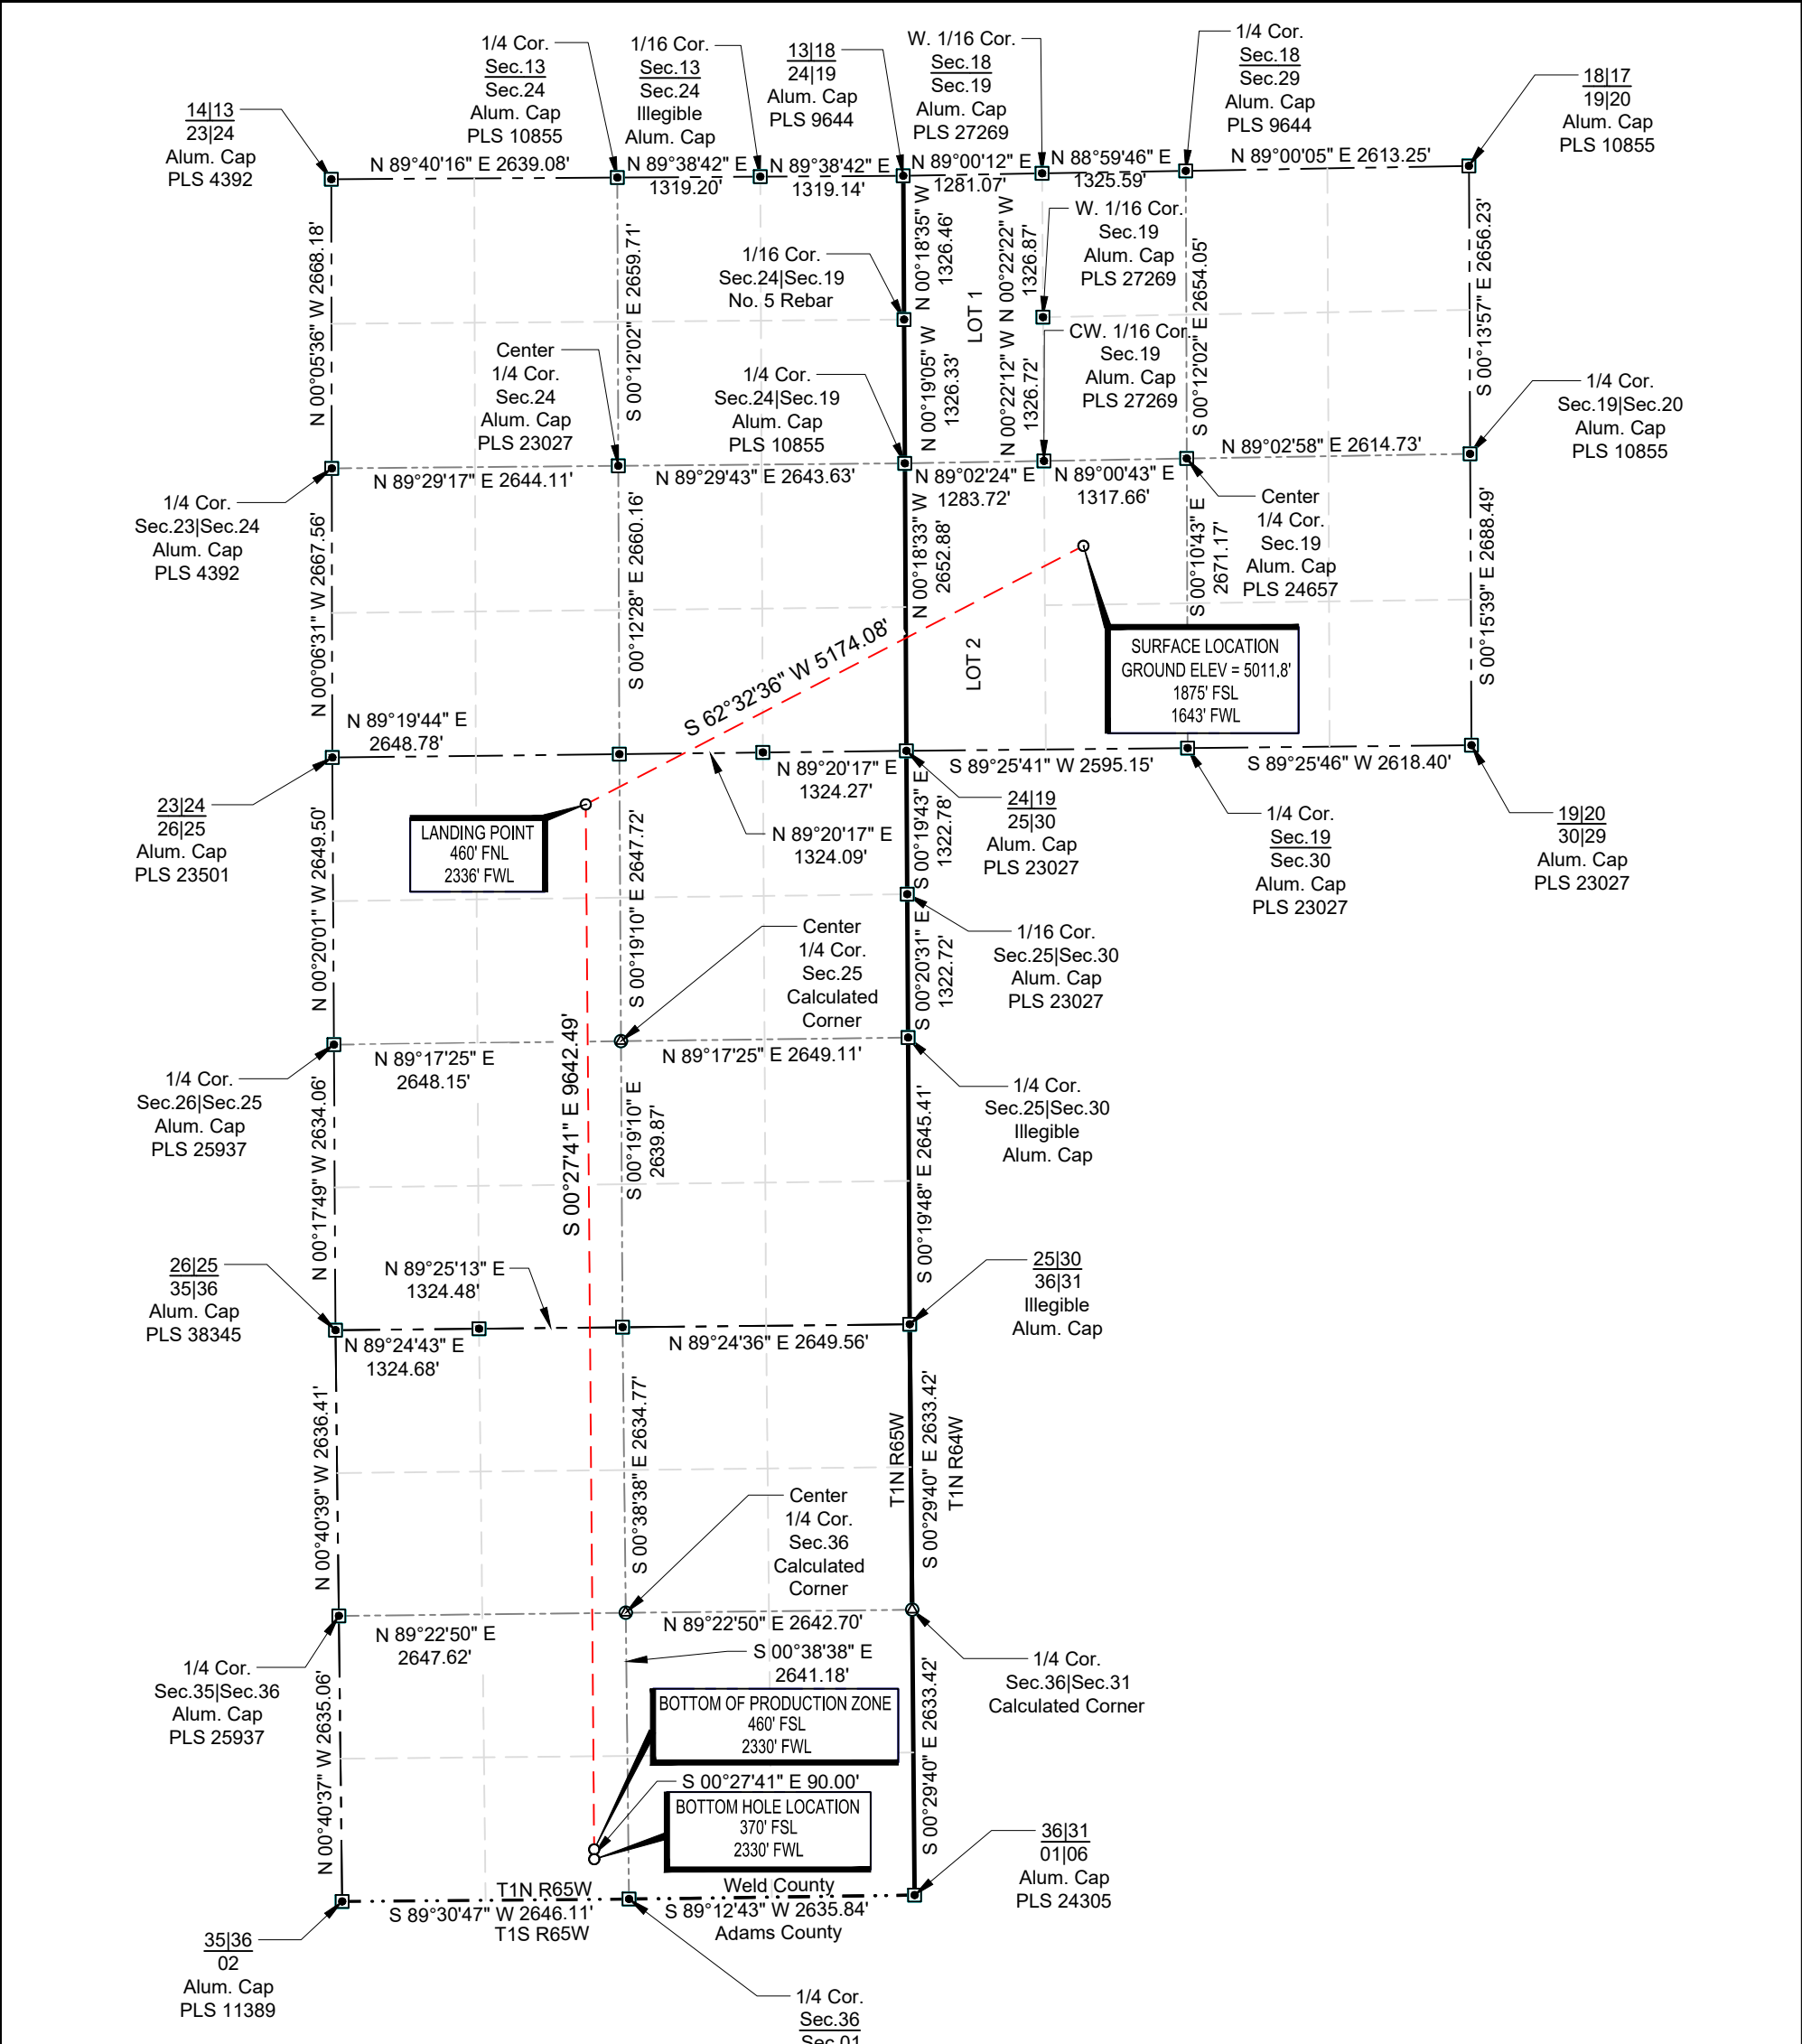 1/4 Cor.
Sec.13
Sec.24
Alum. Cap
PLS 10855
1/16 Cor.
Sec.13
Sec.24
Illegible
Alum. Cap
13|18
24|19
Alum. Cap
PLS 9644
W. 1/16 Cor.
Sec.18
Sec.19
Alum. Cap
PLS 27269
1/4 Cor.
Sec.18
Sec.29
Alum. Cap
PLS 9644
18|17
19|20
Alum. Cap
PLS 10855
14|13
23|24
Alum. Cap
PLS 4392
N 89°40'16" E 2639.08'
N 89°38'42" E
1319.20'
N 89°38'42" E
1319.14'
N 89°00'12" E
1281.07'
N 88°59'46" E
1325.59'
N 89°00'05" E 2613.25'
N 00°05'36" W 2668.18'
S 00°12'02" E 2659.71'
N 00°18'35" W
1326.46'
N 00°22'22" W
1326.87'
LOT 1
W. 1/16 Cor.
Sec.19
Alum. Cap
PLS 27269
S 00°12'02" E 2654.05'
S 00°13'57" E 2656.23'
1/16 Cor.
Sec.24|Sec.19
No. 5 Rebar
Center
1/4 Cor.
Sec.24
Alum. Cap
PLS 23027
1/4 Cor.
Sec.24|Sec.19
Alum. Cap
PLS 10855
N 00°19'05" W
1326.33'
N 00°22'12" W
1326.72'
CW. 1/16 Cor.
Sec.19
Alum. Cap
PLS 27269
1/4 Cor.
Sec.19|Sec.20
Alum. Cap
PLS 10855
N 89°29'17" E 2644.11'
N 89°29'43" E 2643.63'
N 89°02'24" E
1283.72'
N 89°00'43" E
1317.66'
N 89°02'58" E 2614.73'
1/4 Cor.
Sec.23|Sec.24
Alum. Cap
PLS 4392
Center
1/4 Cor.
Sec.19
Alum. Cap
PLS 24657
N 00°06'31" W 2667.56'
S 00°12'28" E 2660.16'
N 00°18'33" W
2652.88'
S 00°10'43" E
2671.17'
S 00°15'39" E 2688.49'
S 62°32'36" W 5174.08'
LOT 2
SURFACE LOCATION
GROUND ELEV = 5011.8'
1875' FSL
1643' FWL
N 89°19'44" E
2648.78'
N 89°20'17" E
1324.27'
S 89°25'41" W 2595.15'
S 89°25'46" W 2618.40'
23|24
26|25
Alum. Cap
PLS 23501
LANDING POINT
460' FNL
2336' FWL
N 89°20'17" E
1324.09'
24|19
25|30
Alum. Cap
PLS 23027
1/4 Cor.
Sec.19
Sec.30
Alum. Cap
PLS 23027
19|20
30|29
Alum. Cap
PLS 23027
N 00°20'01" W 2649.50'
S 00°19'10" E 2647.72'
S 00°19'43" E
1322.78'
S 00°20'31" E
1322.72'
Center
1/4 Cor.
Sec.25
Calculated
Corner
1/16 Cor.
Sec.25|Sec.30
Alum. Cap
PLS 23027
N 89°17'25" E
2648.15'
N 89°17'25" E 2649.11'
1/4 Cor.
Sec.26|Sec.25
Alum. Cap
PLS 25937
1/4 Cor.
Sec.25|Sec.30
Illegible
Alum. Cap
N 00°17'49" W 2634.06'
S 00°27'41" E 9642.49'
S 00°19'10" E
2639.87'
S 00°19'48" E 2645.41'
26|25
35|36
Alum. Cap
PLS 38345
N 89°25'13" E
1324.48'
25|30
36|31
Illegible
Alum. Cap
N 89°24'43" E
1324.68'
N 89°24'36" E 2649.56'
N 00°40'39" W 2636.41'
S 00°38'38" E 2634.77'
T1N R65W
S 00°29'40" E 2633.42'
T1N R64W
Center
1/4 Cor.
Sec.36
Calculated
Corner
N 89°22'50" E
2647.62'
N 89°22'50" E 2642.70'
1/4 Cor.
Sec.35|Sec.36
Alum. Cap
PLS 25937
S 00°38'38" E
2641.18'
1/4 Cor.
Sec.36|Sec.31
Calculated Corner
N 00°40'37" W 2635.06'
BOTTOM OF PRODUCTION ZONE
460' FSL
2330' FWL
S 00°27'41" E 90.00'
BOTTOM HOLE LOCATION
370' FSL
2330' FWL
S 00°29'40" E 2633.42'
36|31
01|06
Alum. Cap
PLS 24305
T1N R65W
Weld County
S 89°30'47" W 2646.11'
S 89°12'43" W 2635.84'
T1S R65W
Adams County
35|36
02
Alum. Cap
PLS 11389
1/4 Cor.
Sec.36
Sec.01